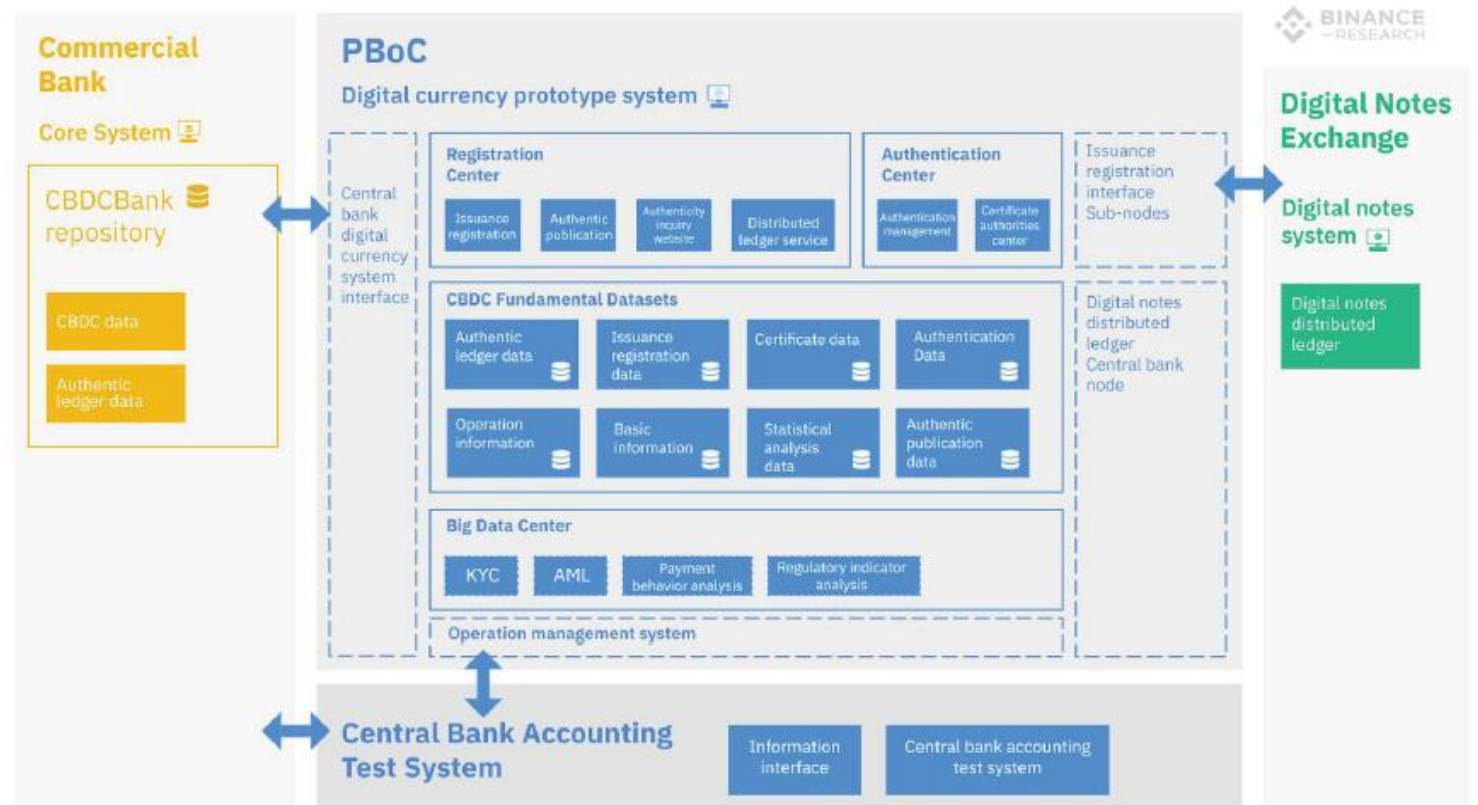 BINANCE
RESEARCH
Commercial
Bank
Core System
CBDCBank
repository
CBDC data
Authentic
ledger data
PBoC
Digital currency prototype system
Central
bank
digital
currency
system
interface
Registration
Center
Issuance
registration
Authentic
publication
Authenticity
inquiry
website
Distributed
ledger service
Authentication
Center
Authentication
management
Certificate
authorities
center
Issuance
registration
interface
Sub-nodes
CBDC Fundamental Datasets
Authentic
ledger data
Issuance
registration
data
Certificate data
Authentication
Data
Operation
information
Basic
information
Statistical
analysis
data
Authentic
publication
data
Digital notes
distributed
ledger
Central bank
node
Big Data Center
KYC
AML
Payment
behavior analysis
Regulatory indicator
analysis
Operation management system
Central Bank Accounting
Test System
Information
interface
Central bank accounting
test system
Digital Notes
Exchange
Digital notes
system
Digital notes
distributed
ledger